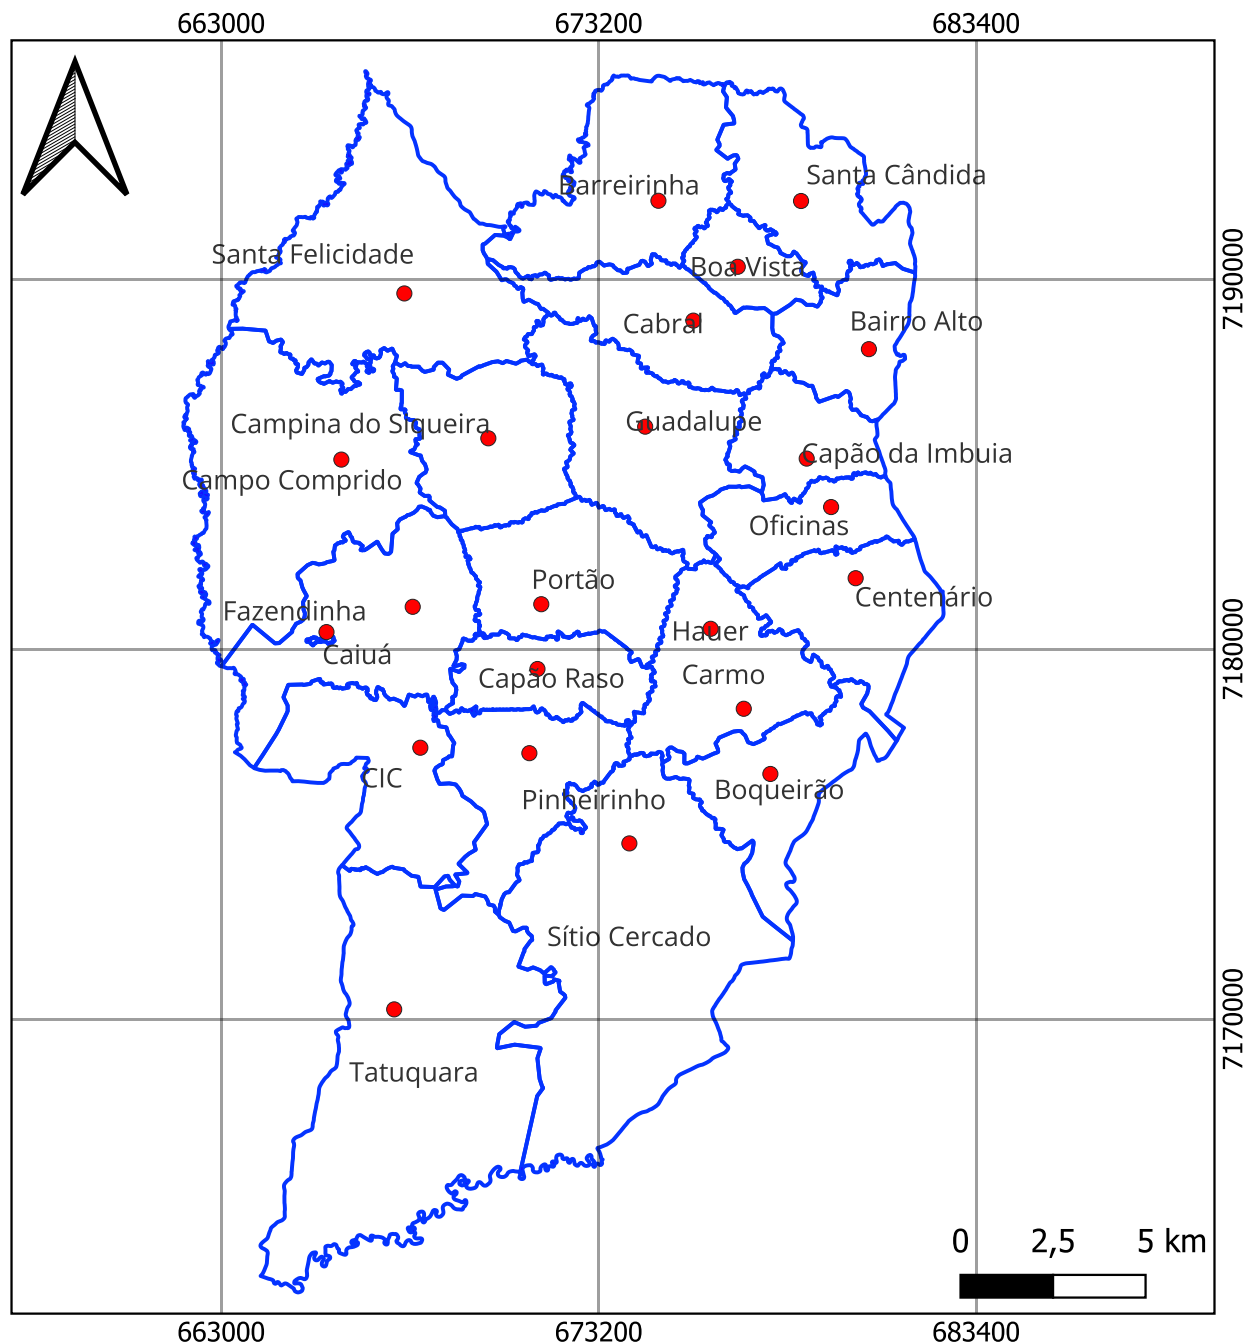 663000 673200 683400
Santa Cândida
Barreirinha
Santa Felicidade
Boa Vista
7190000
Cabral
Bairro Alto
Guadalupe
Campina do Siqueira
Capão da Imbuia
Campo Comprido
Oficinas
Portão
Centenário
Fazendinha
Hauer
7180000
Caiuá
Carmo
Capão Raso
CIC
Boqueirão
Pinheirinho
Sítio Cercado
7170000
Tatuquara
0 2,5 5 km
663000 673200 683400